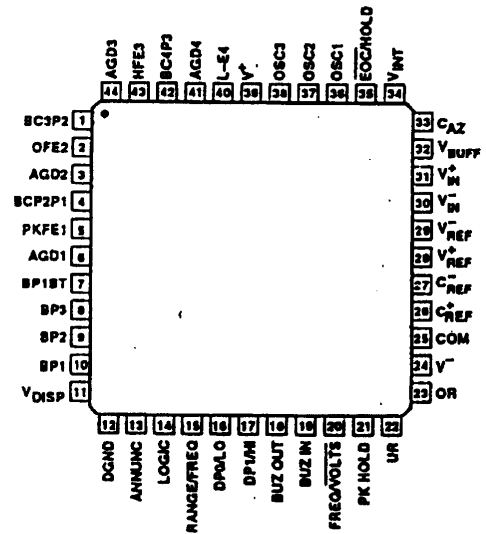 AGD3 HFE3 BC4P3 AGD4 L-E4 V+ OSC3 OSC2 OSC1 EOC/HOLD VINT
44 43 42 41 40 39 38 37 36 35 34
BC3P2 1
OFE2 2
AGD2 3
BCP2P1 4
PKFE1 5
AGD1 6
BP1BT 7
BP3 8
BP2 9
BP1 10
VDISP 11
33 CAZ
32 VBUFF
31 V+IN
30 V-IN
29 V-REF
28 V+REF
27 C-REF
26 C+REF
25 COM
24 V-
23 OR
12 13 14 15 16 17 18 19 20 21 22
DGND ANNUNC LOGIC RANGE/FREQ DP0/LO DP1/HI BUZ OUT BUZ IN FREQ/VOLTS PK HOLD UR